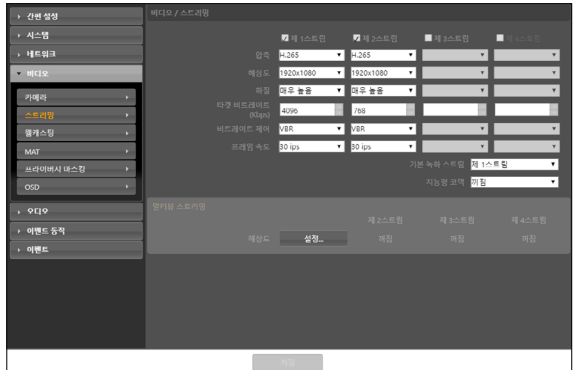 간편 설정
시스템
네트워크
비디오
카메라
스트리밍
웹캐스팅
MAT
프라이버시 마스킹
OSD
오디오
이벤트 동작
이벤트
비디오 / 스트리밍
제 1스트림 제 2스트림 제 3스트림 제 4스트림
압축 H.265 H.265
해상도 1920x1080 1920x1080
화질 매우 높음 매우 높음
타겟 비트레이트 (Kbps) 4096 768
비트레이트 제어 VBR VBR
프레임 속도 30 ips 30 ips
기본 녹화 스트림 제 1스트림
지능형 코덱 꺼짐
멀티뷰 스트리밍
제 2스트림 제 3스트림 제 4스트림
해상도 설정... 꺼짐 꺼짐 꺼짐
저장